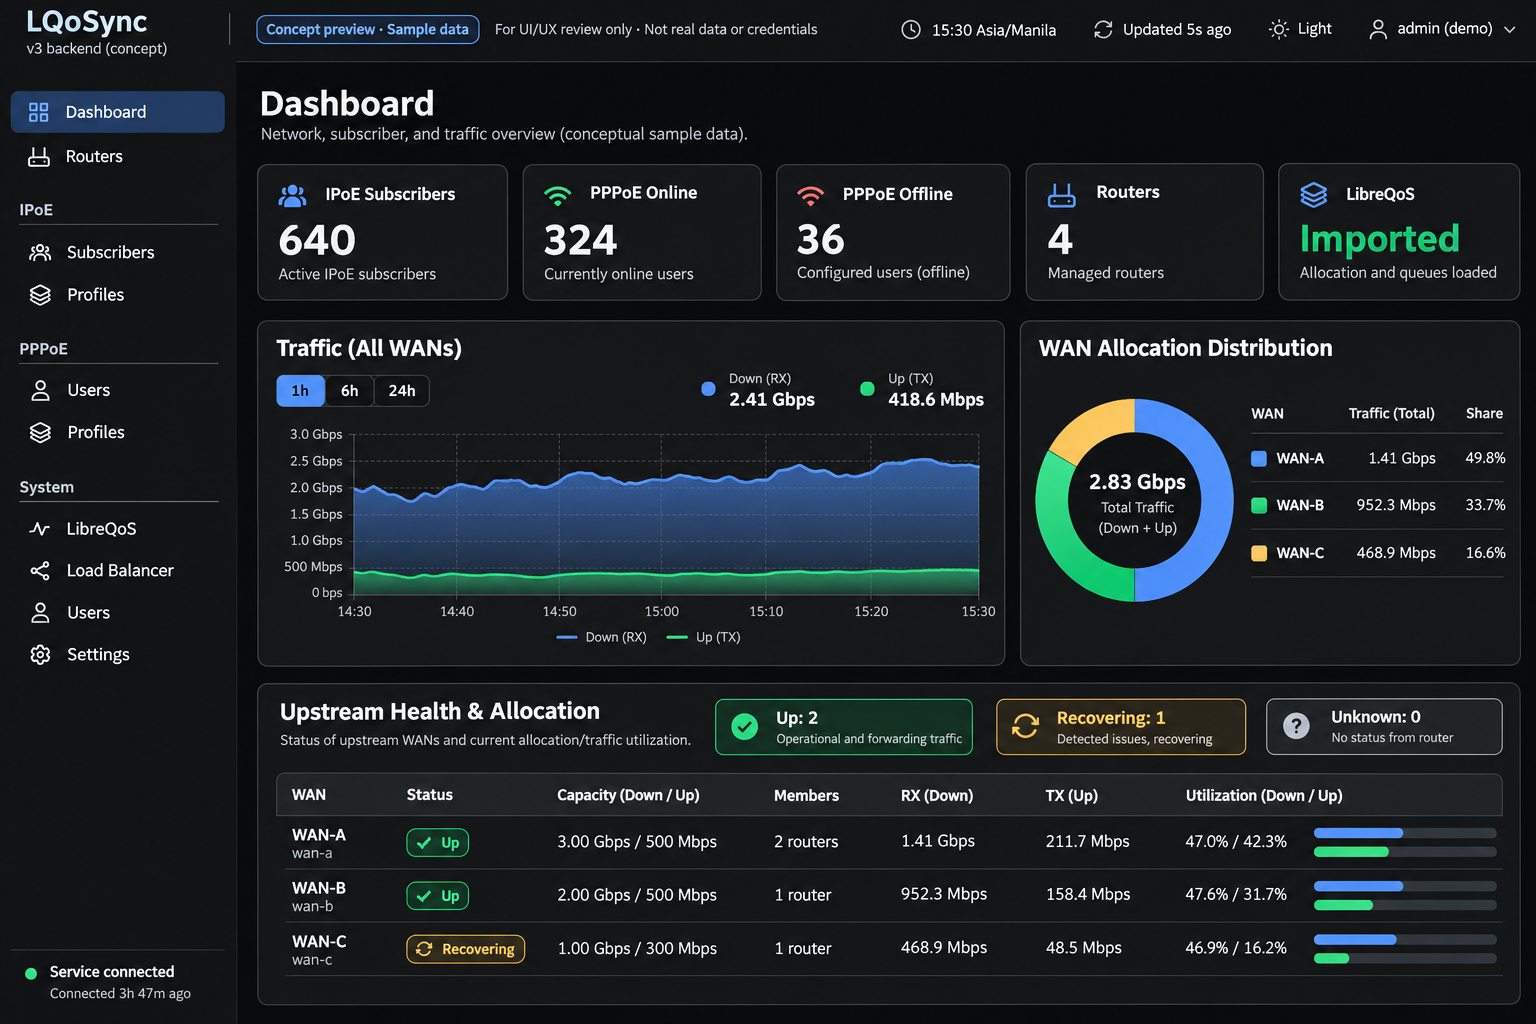 LQoSync
v3 backend (concept)
Concept preview · Sample data
For UI/UX review only · Not real data or credentials
15:30 Asia/Manila
Updated 5s ago
Light
admin (demo)
Dashboard
Routers
IPoE
Subscribers
Profiles
PPPoE
Users
Profiles
System
LibreQoS
Load Balancer
Users
Settings
Service connected
Connected 3h 47m ago
Dashboard
Network, subscriber, and traffic overview (conceptual sample data).
IPoE Subscribers
640
Active IPoE subscribers
PPPoE Online
324
Currently online users
PPPoE Offline
36
Configured users (offline)
Routers
4
Managed routers
LibreQoS
Imported
Allocation and queues loaded
Traffic (All WANs)
1h 6h 24h
Down (RX)
2.41 Gbps
Up (TX)
418.6 Mbps
3.0 Gbps
2.5 Gbps
2.0 Gbps
1.5 Gbps
1.0 Gbps
500 Mbps
0 bps
14:30 14:40 14:50 15:00 15:10 15:20 15:30
Down (RX) Up (TX)
WAN Allocation Distribution
2.83 Gbps
Total Traffic
(Down + Up)
WAN Traffic (Total) Share
WAN-A 1.41 Gbps 49.8%
WAN-B 952.3 Mbps 33.7%
WAN-C 468.9 Mbps 16.6%
Upstream Health & Allocation
Status of upstream WANs and current allocation/traffic utilization.
Up: 2
Operational and forwarding traffic
Recovering: 1
Detected issues, recovering
? Unknown: 0
No status from router
WAN Status Capacity (Down / Up) Members RX (Down) TX (Up) Utilization (Down / Up)
WAN-A Up 3.00 Gbps / 500 Mbps 2 routers 1.41 Gbps 211.7 Mbps 47.0% / 42.3%
wan-a
WAN-B Up 2.00 Gbps / 500 Mbps 1 router 952.3 Mbps 158.4 Mbps 47.6% / 31.7%
wan-b
WAN-C Recovering 1.00 Gbps / 300 Mbps 1 router 468.9 Mbps 48.5 Mbps 46.9% / 16.2%
wan-c